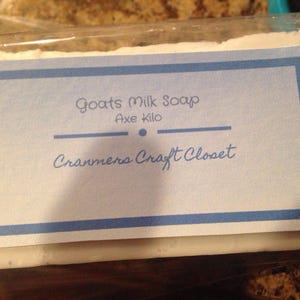 Goats Milk Soap
Axe Kilo
Cranmers Craft Closet